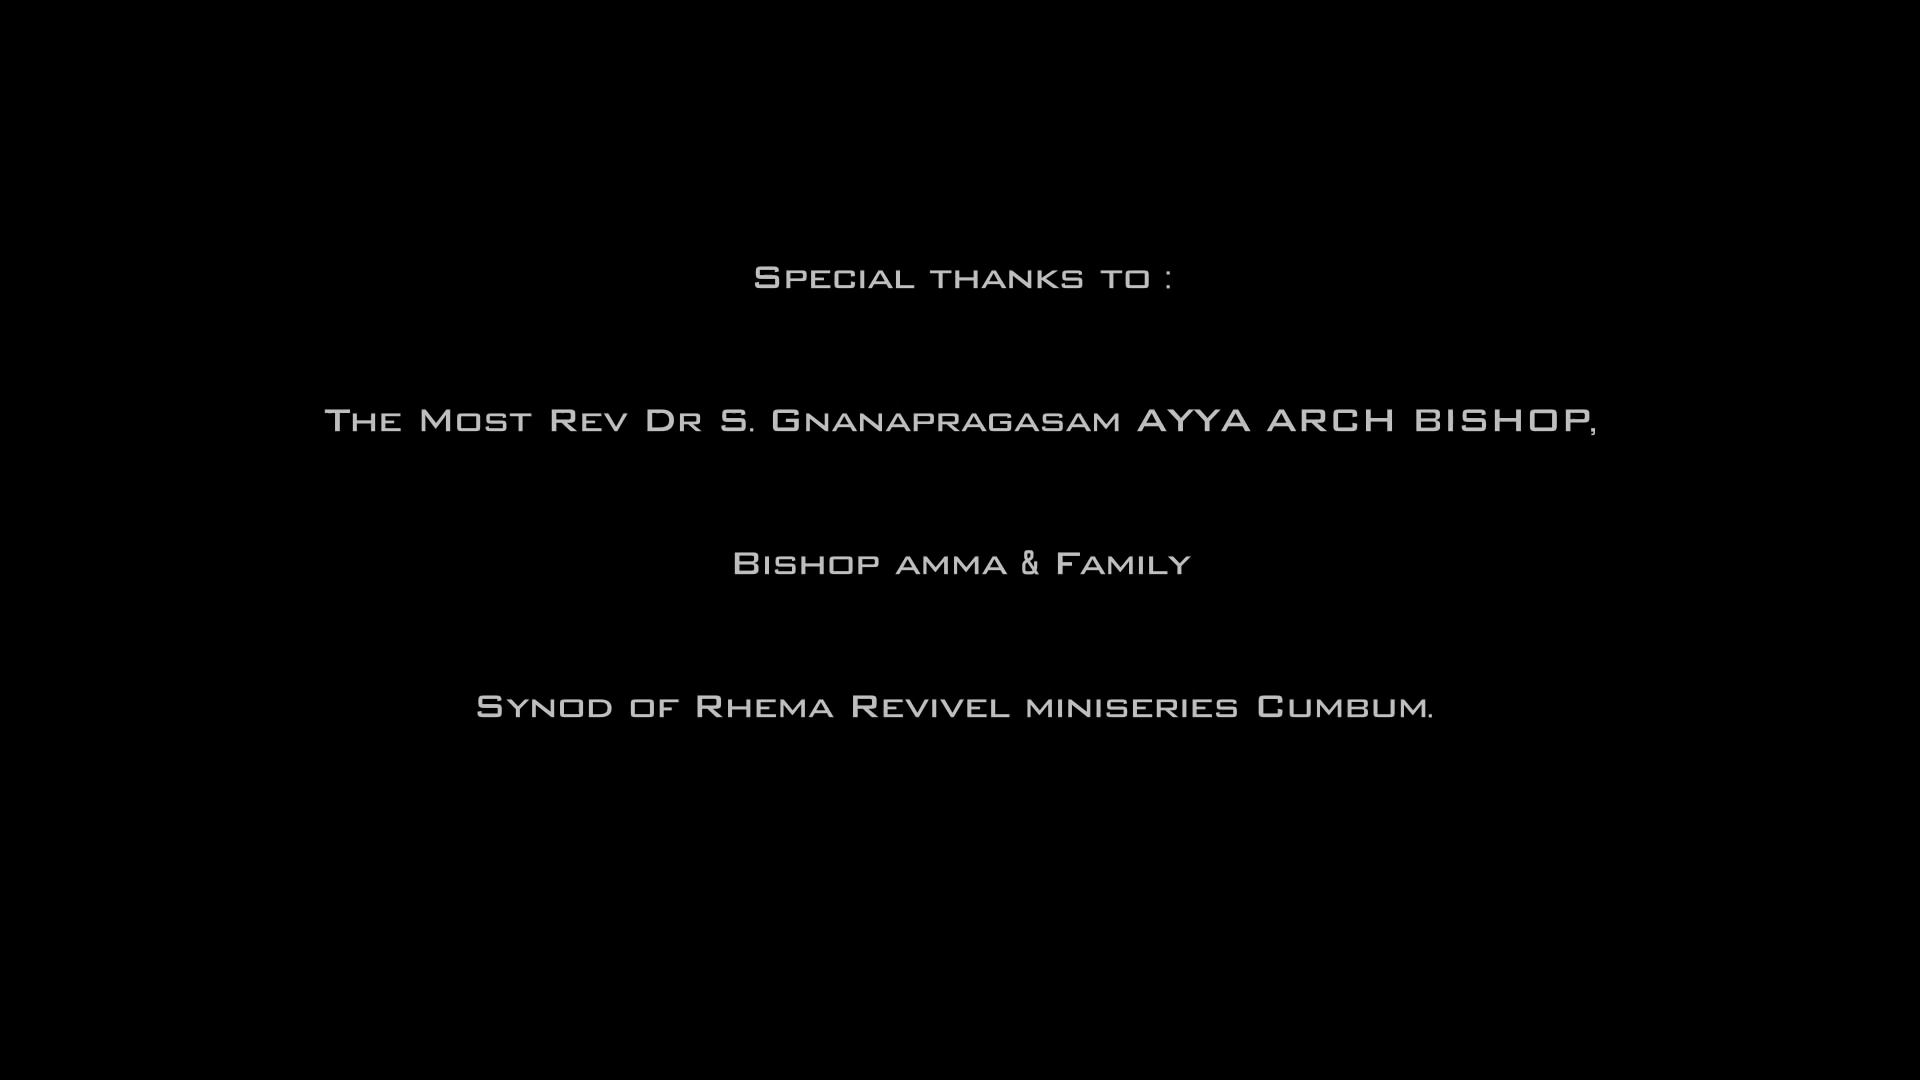 Special thanks to :
The Most Rev Dr S. Gnanapragasam AYYA ARCH BISHOP,
Bishop amma & Family
Synod of Rhema Revivel miniseries Cumbum.